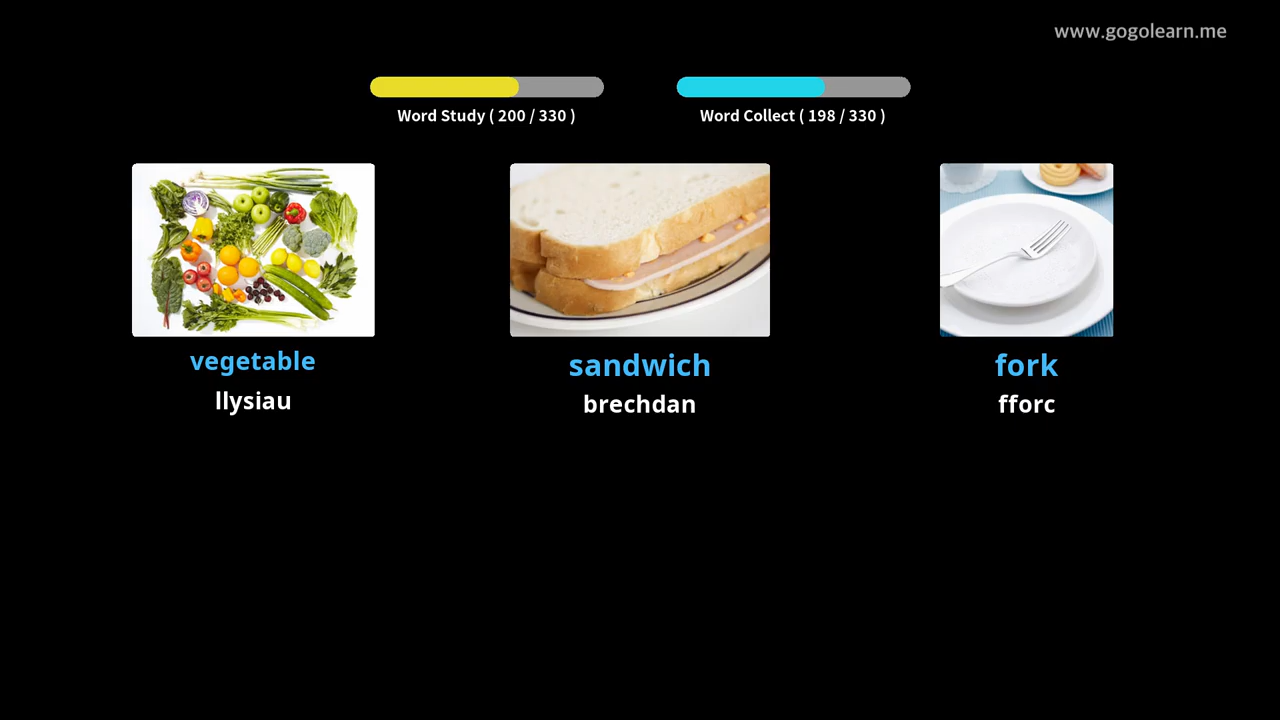 www.gogolearn.me
Word Study ( 200 / 330 )
Word Collect ( 198 / 330 )
vegetable
llysiau
sandwich
brechdan
fork
fforc